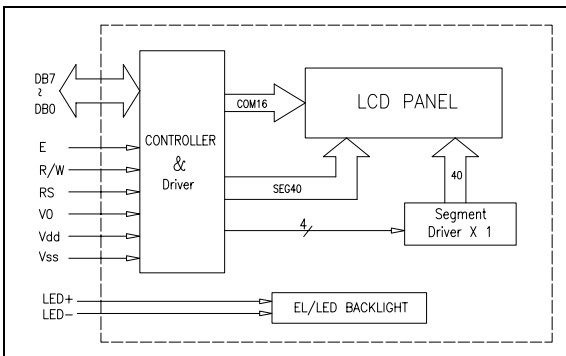 DB7
~
DB0
E
R/W
RS
VO
Vdd
Vss
LED+
LED-
CONTROLLER
&
Driver
COM16
SEG40
4
LCD PANEL
40
Segment
Driver X 1
EL/LED BACKLIGHT